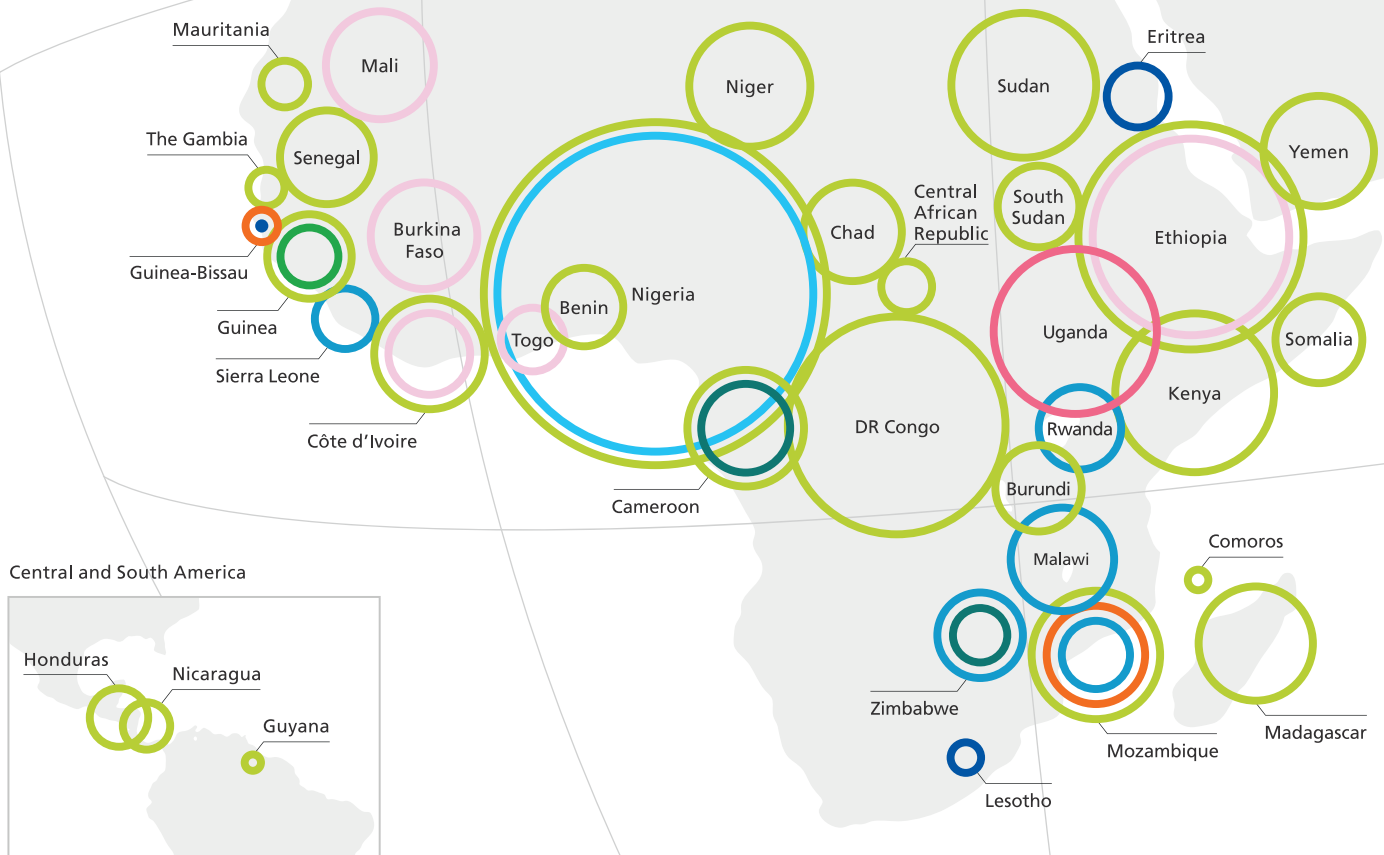 Mauritania
Mali
Niger
Sudan
Eritrea
The Gambia
Senegal
Yemen
Central
African
Republic
South
Sudan
Burkina
Faso
Chad
Ethiopia
Guinea-Bissau
Nigeria
Benin
Guinea
Togo
Uganda
Somalia
Sierra Leone
Kenya
Côte d’Ivoire
DR Congo
Rwanda
Burundi
Cameroon
Comoros
Malawi
Central and South America
Honduras
Nicaragua
Guyana
Zimbabwe
Madagascar
Mozambique
Lesotho